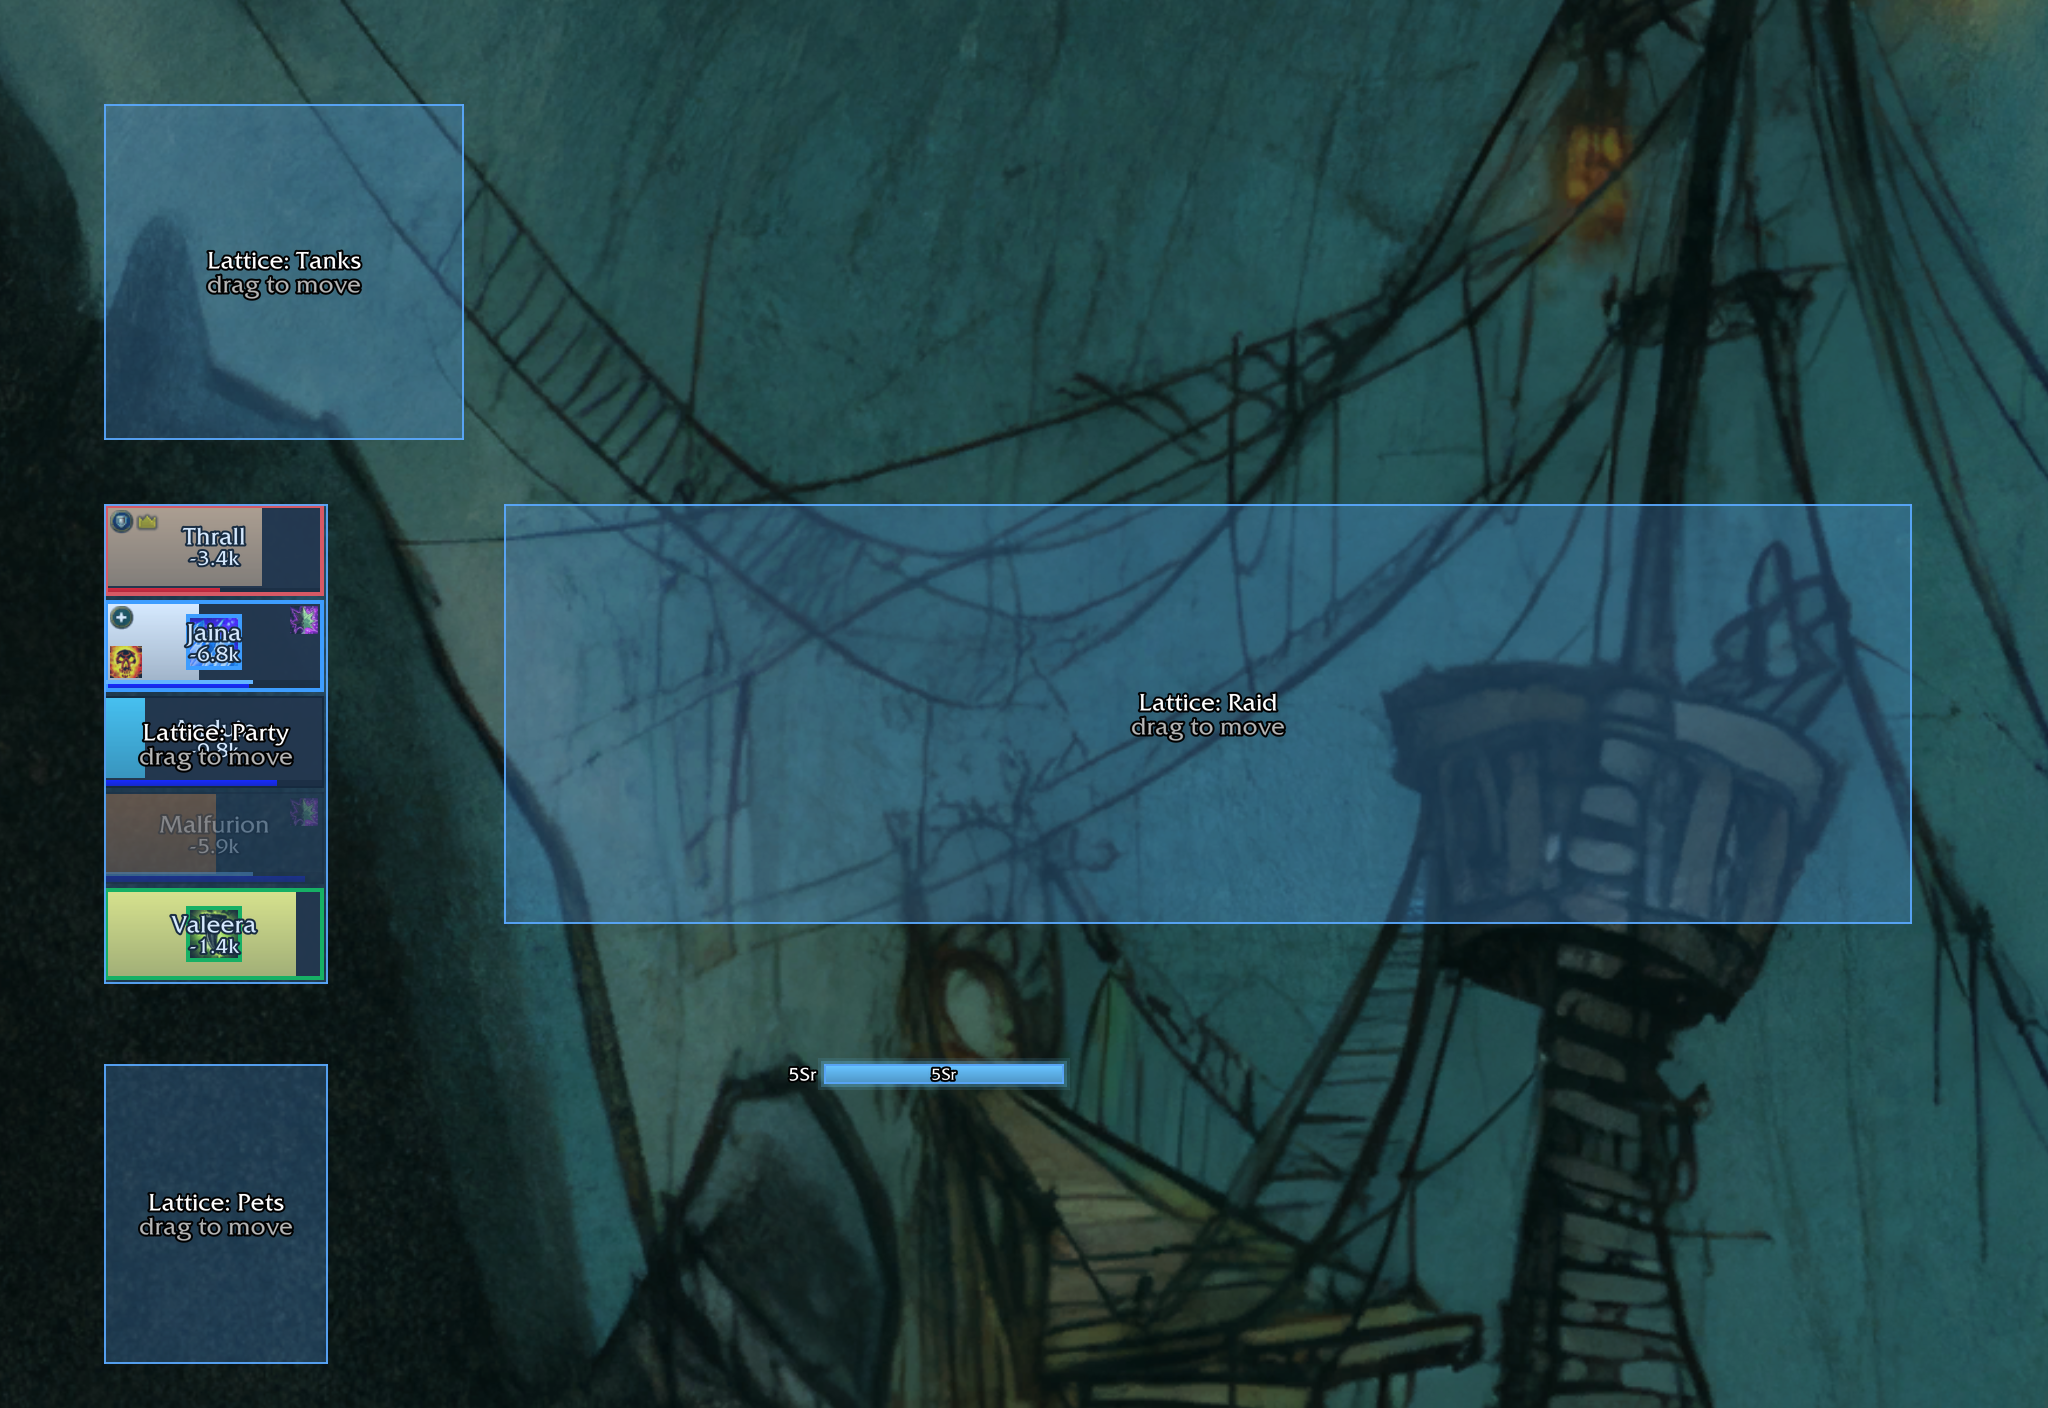 Lattice: Tanks
drag to move
Thrall
-3.4k
Jaina
-6.8k
Lattice: Party
drag to move
Malfurion
-5.9k
Valeera
-1.4k
Lattice: Raid
drag to move
5Sr
5Sr
Lattice: Pets
drag to move